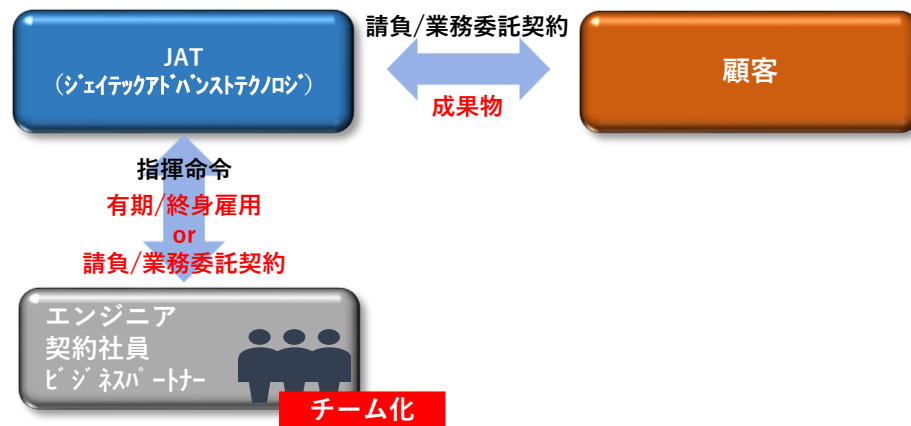 JAT
(ｼﾞｪｲﾃｯｸｱﾄﾞﾊﾞﾝｽﾄﾃｸﾉﾛｼﾞ)
請負/業務委託契約
成果物
顧客
指揮命令
有期/終身雇用
or
請負/業務委託契約
エンジニア
契約社員
ﾋﾞｼﾞﾈｽﾊﾟｰﾄﾅｰ
チーム化